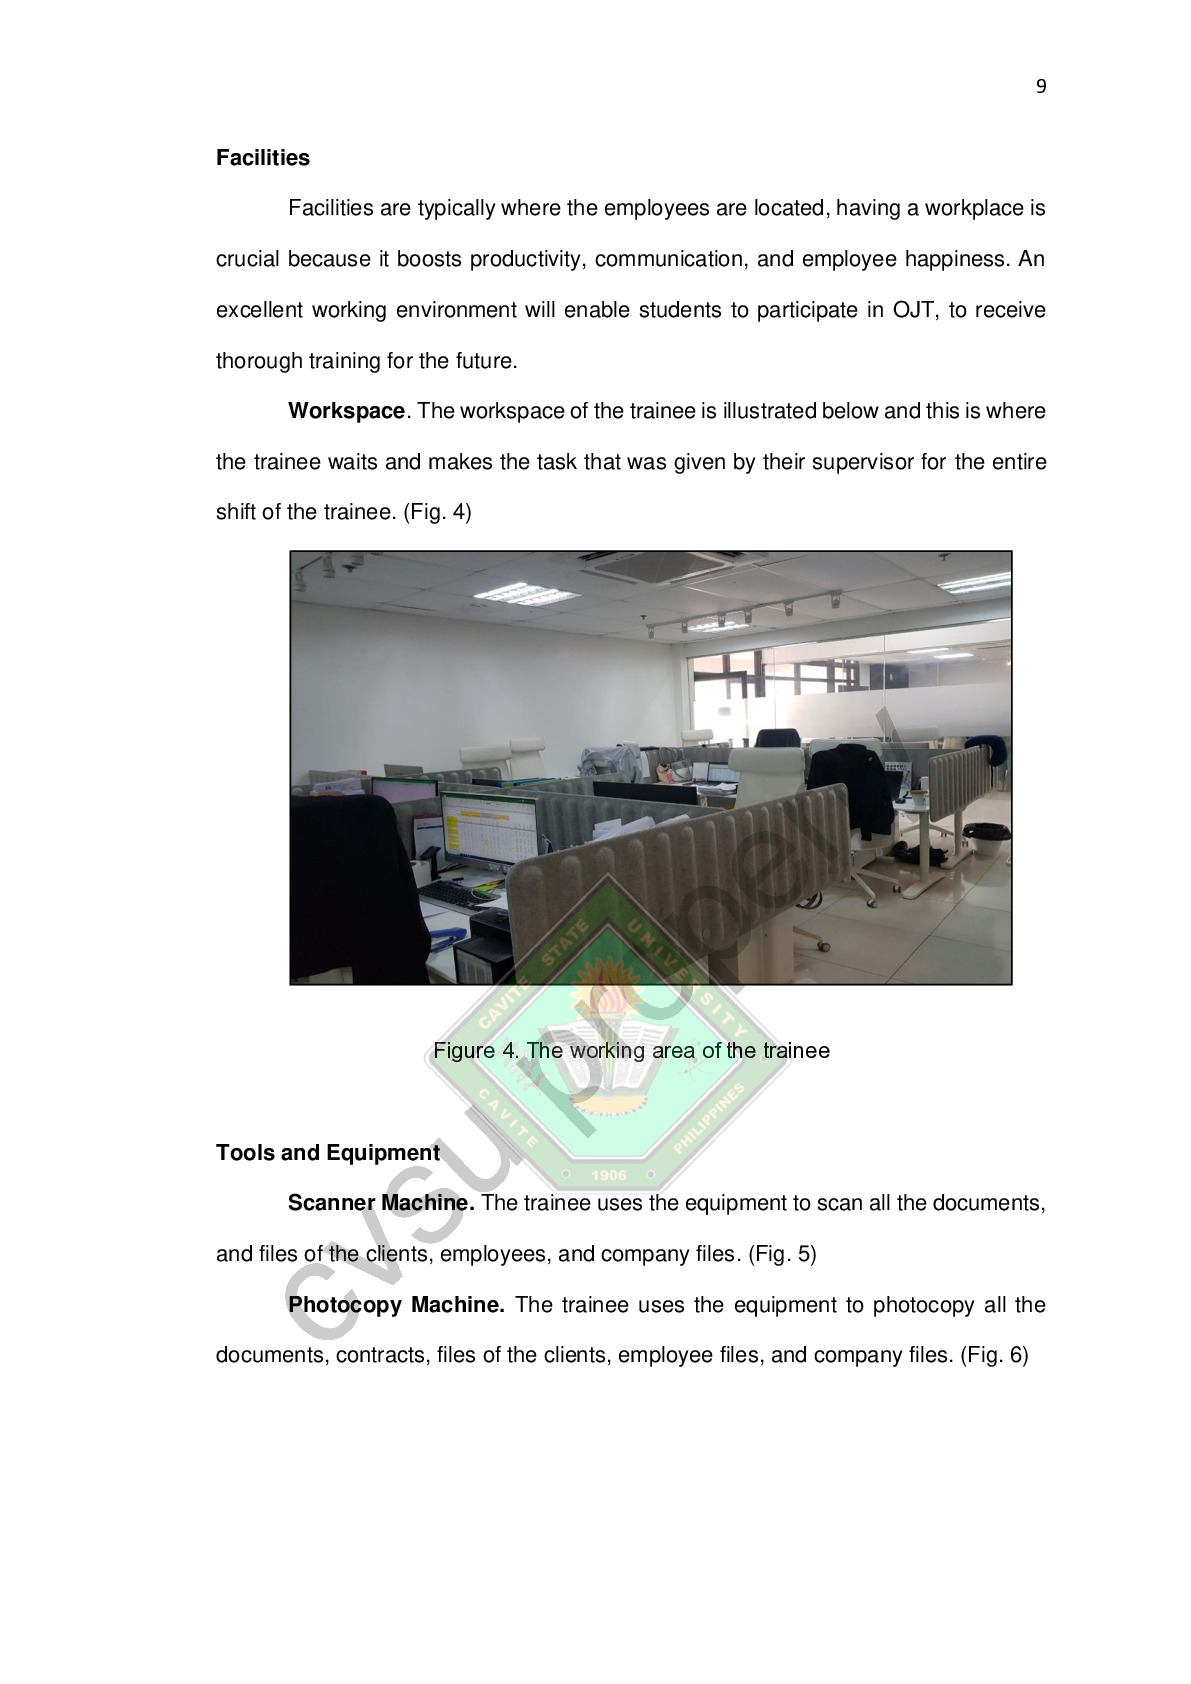 9
Facilities
Facilities are typically where the employees are located, having a workplace is
crucial because it boosts productivity, communication, and employee happiness. An
excellent working environment will enable students to participate in OJT, to receive
thorough training for the future.
Workspace. The workspace of the trainee is illustrated below and this is where
the trainee waits and makes the task that was given by their supervisor for the entire
shift of the trainee. (Fig. 4)
CAVITE STATE UNIVERSITY
Figure 4. The working area of the trainee
CAVITE
PHILIPPINES
1906
cvsu property
Tools and Equipment
Scanner Machine. The trainee uses the equipment to scan all the documents,
and files of the clients, employees, and company files. (Fig. 5)
Photocopy Machine. The trainee uses the equipment to photocopy all the
documents, contracts, files of the clients, employee files, and company files. (Fig. 6)